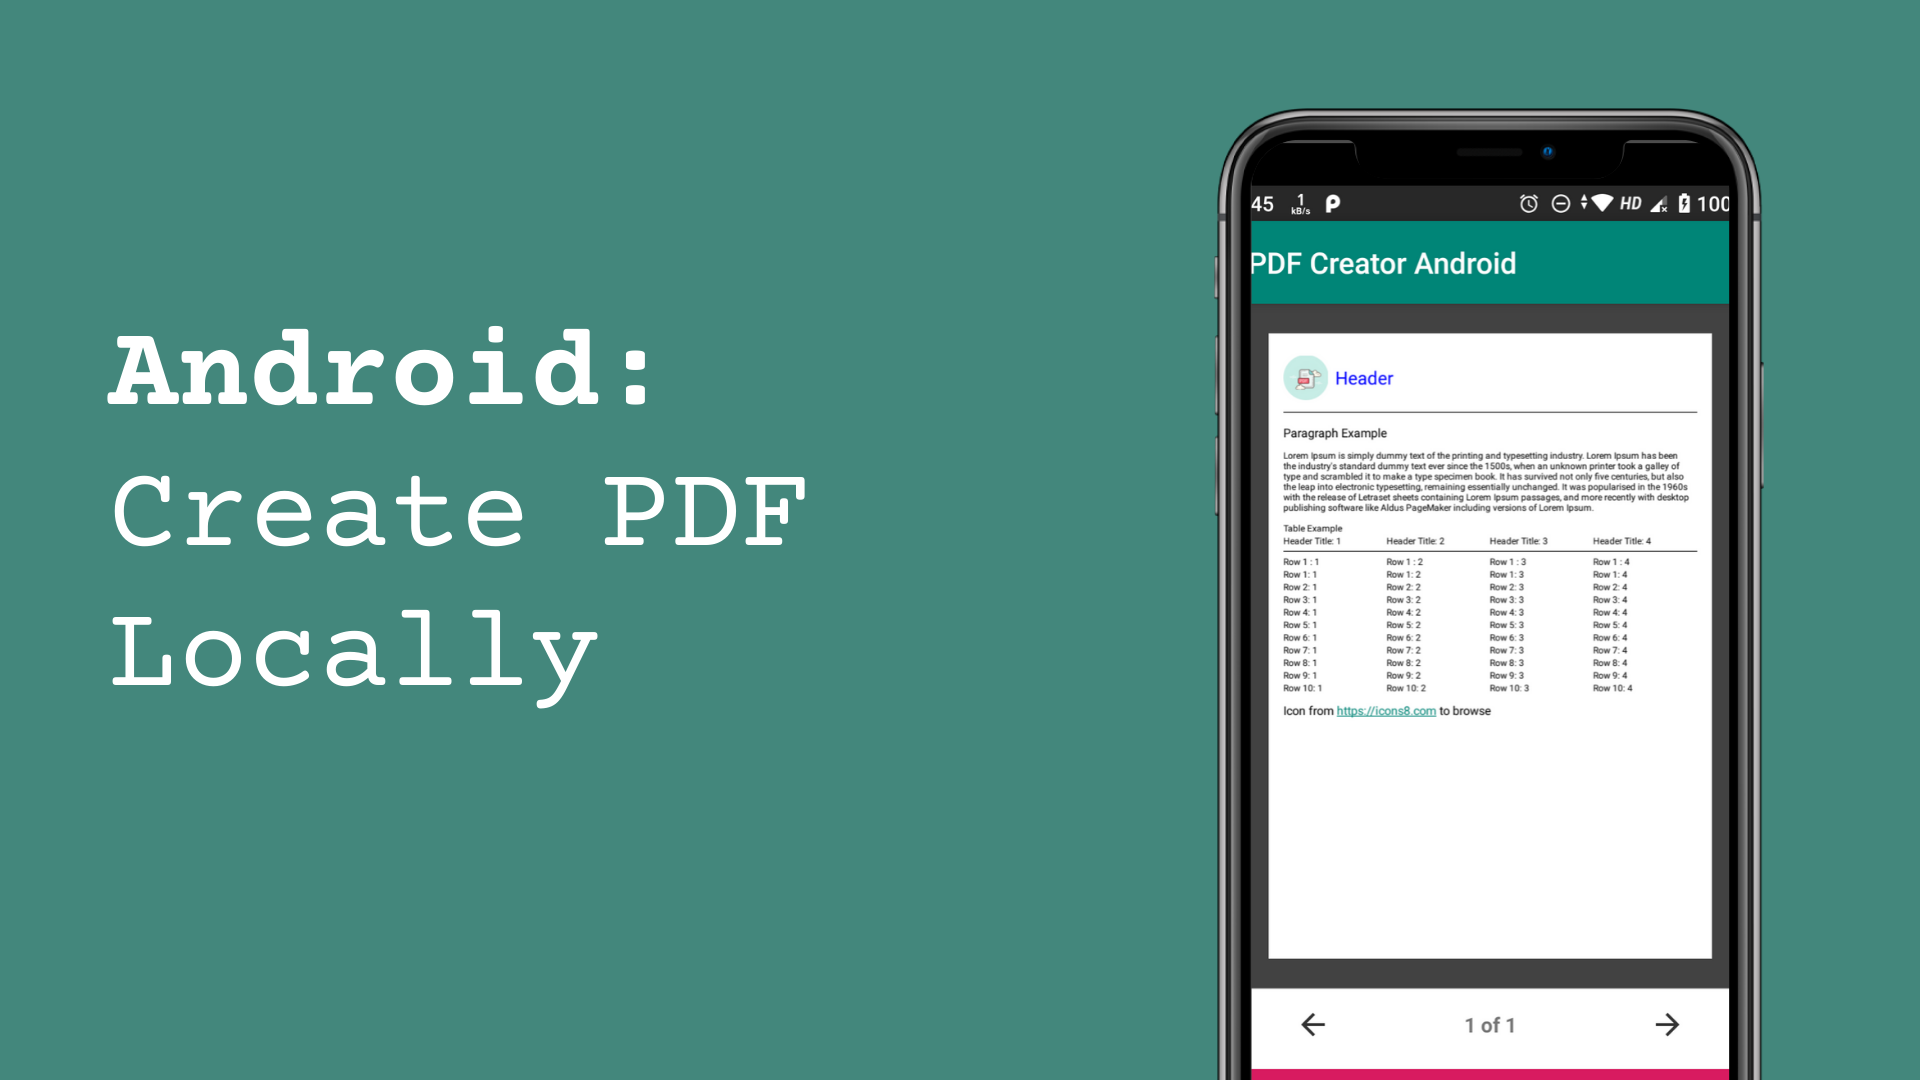 Android:
Create PDF
Locally
45 1 kB/s HD 100
PDF Creator Android
Header
Paragraph Example
Lorem Ipsum is simply dummy text of the printing and typesetting industry. Lorem Ipsum has been
the industry's standard dummy text ever since the 1500s, when an unknown printer took a galley of
type and scrambled it to make a type specimen book. It has survived not only five centuries, but also
the leap into electronic typesetting, remaining essentially unchanged. It was popularised in the 1960s
with the release of Letraset sheets containing Lorem Ipsum passages, and more recently with desktop
publishing software like Aldus PageMaker including versions of Lorem Ipsum.
Table Example
Header Title: 1 Header Title: 2 Header Title: 3 Header Title: 4
Row 1 : 1 Row 1 : 2 Row 1 : 3 Row 1 : 4
Row 1: 1 Row 1: 2 Row 1: 3 Row 1: 4
Row 2: 1 Row 2: 2 Row 2: 3 Row 2: 4
Row 3: 1 Row 3: 2 Row 3: 3 Row 3: 4
Row 4: 1 Row 4: 2 Row 4: 3 Row 4: 4
Row 5: 1 Row 5: 2 Row 5: 3 Row 5: 4
Row 6: 1 Row 6: 2 Row 6: 3 Row 6: 4
Row 7: 1 Row 7: 2 Row 7: 3 Row 7: 4
Row 8: 1 Row 8: 2 Row 8: 3 Row 8: 4
Row 9: 1 Row 9: 2 Row 9: 3 Row 9: 4
Row 10: 1 Row 10: 2 Row 10: 3 Row 10: 4
Icon from https://icons8.com to browse
1 of 1